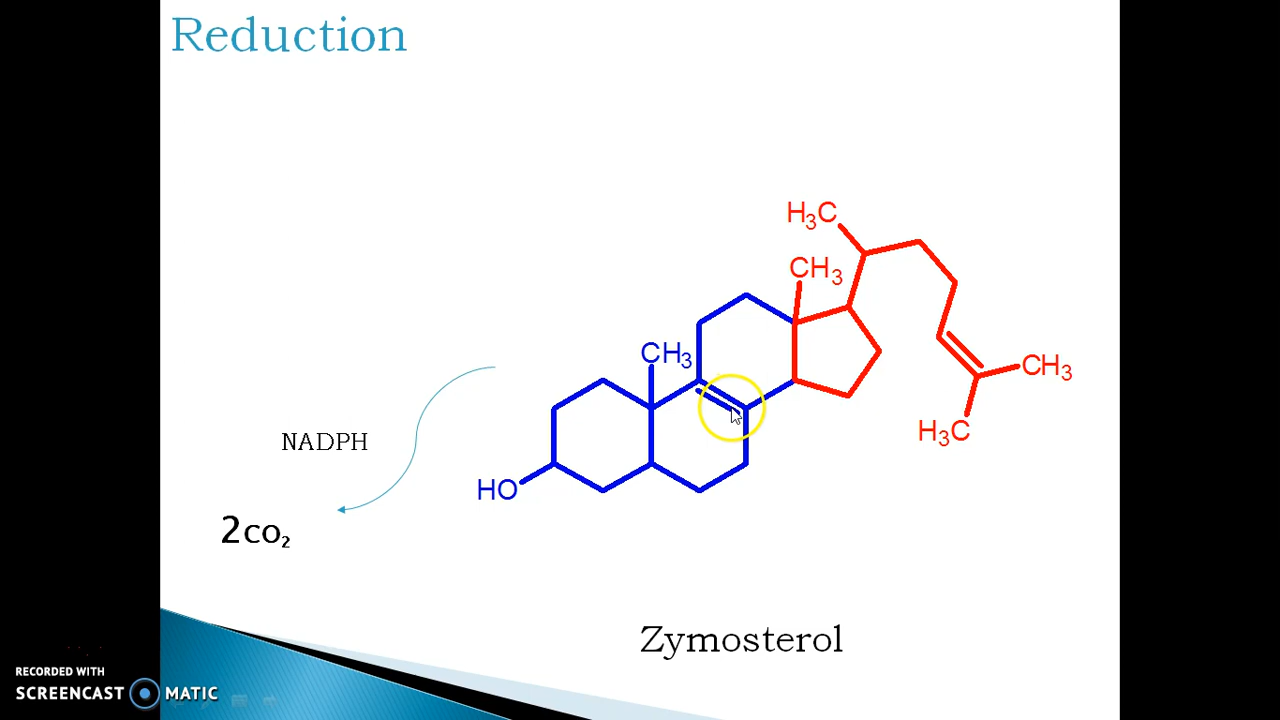 Reduction
H₃C
CH₃
CH₃
CH₃
NADPH
H₃C
HO
2co₂
Zymosterol
RECORDED WITH
SCREENCAST MATIC